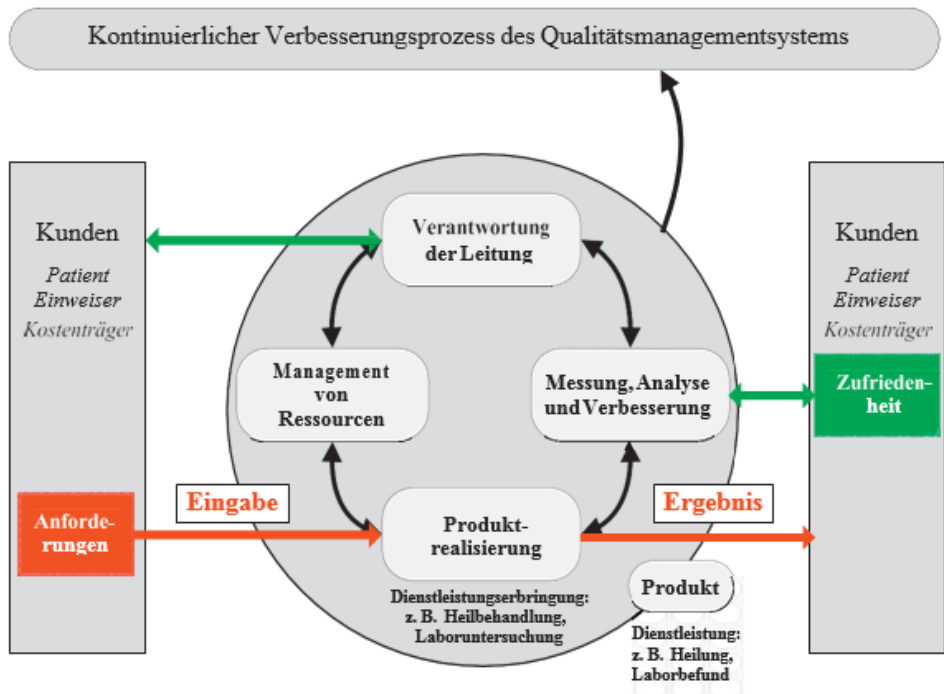 Kontinuierlicher Verbesserungsprozess des Qualitätsmanagementsystems
Kunden
Patient
Einweiser
Kostenträger
Anforde-
rungen
Eingabe
Verantwortung
der Leitung
Management
von
Ressourcen
Messung, Analyse
und Verbesserung
Produkt-
realisierung
Dienstleistungserbringung:
z. B. Heilbehandlung,
Laboruntersuchung
Ergebnis
Produkt
Dienstleistung:
z. B. Heilung,
Laborbefund
Kunden
Patient
Einweiser
Kostenträger
Zufrieden-
heit